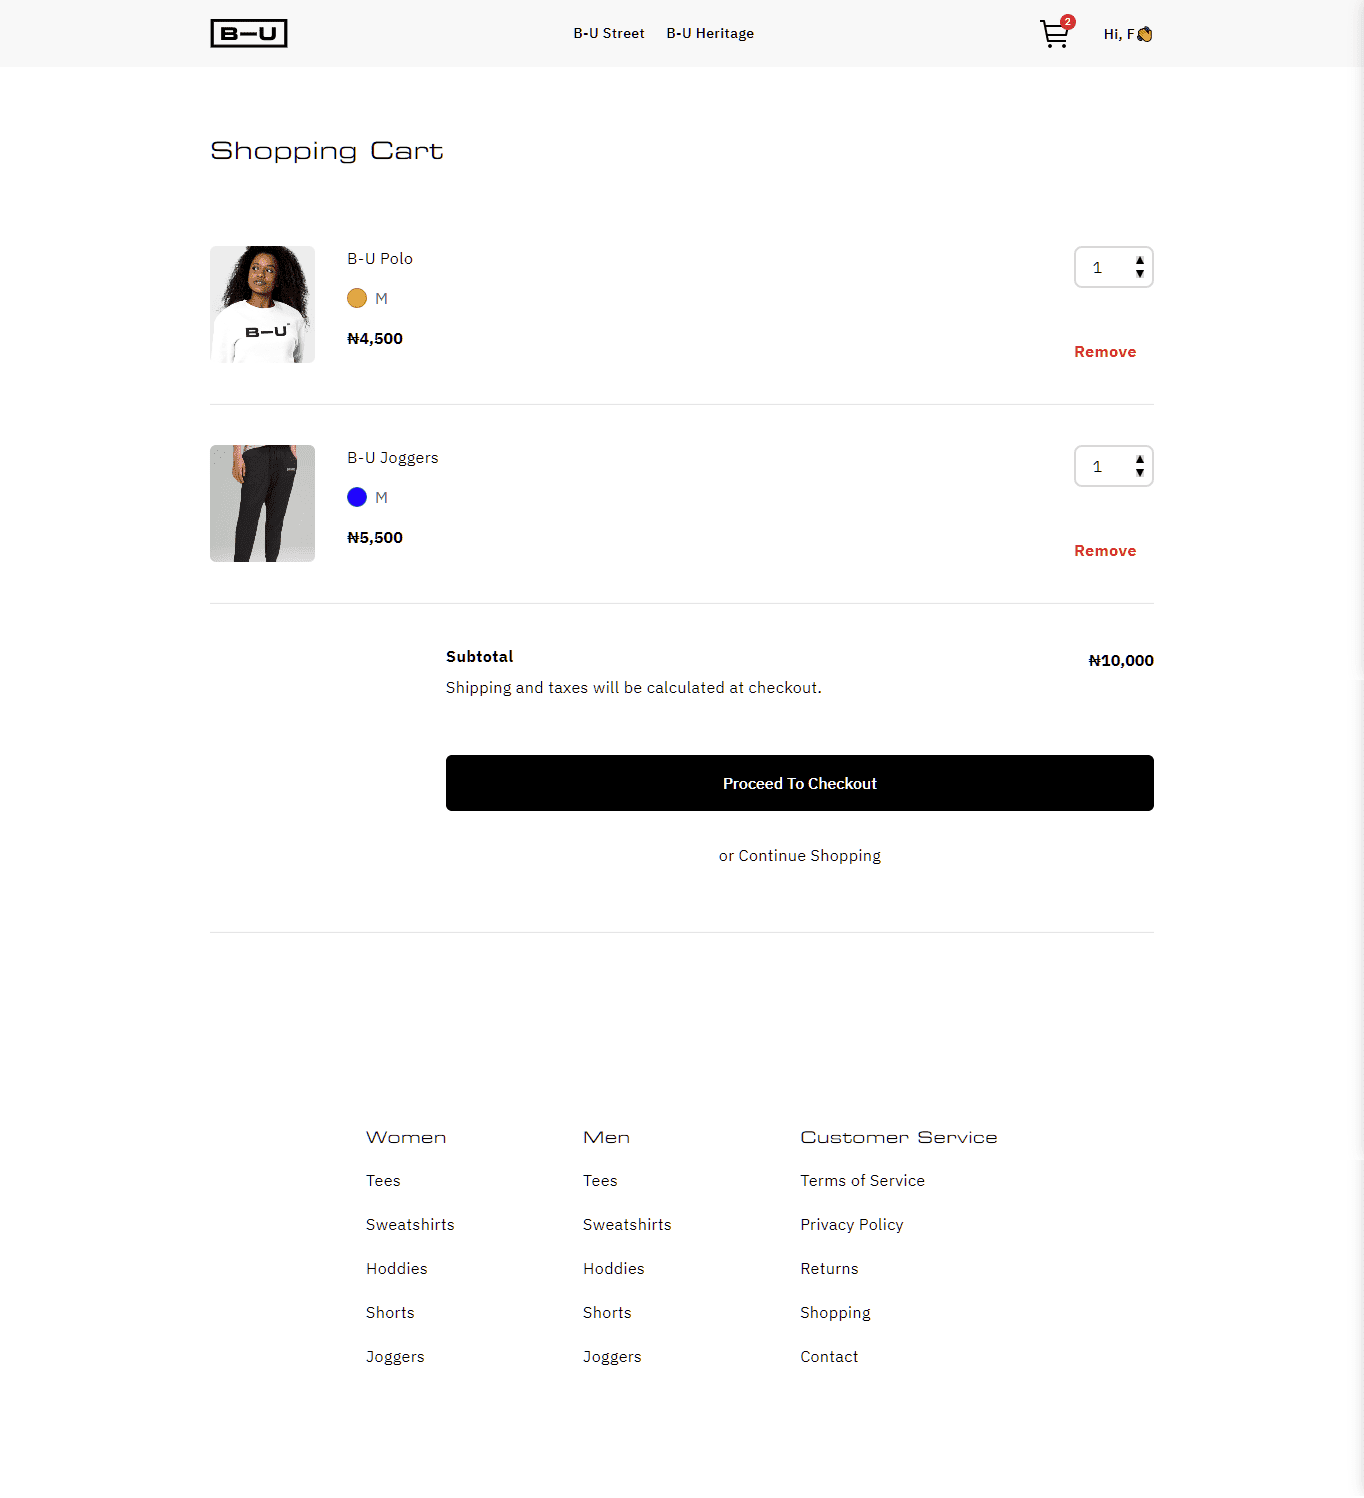 B-U
B-U Street B-U Heritage
2
Hi, F👏
Shopping Cart
B-U Polo
1
▲
▼
M
B-U
₦4,500
Remove
B-U Joggers
1
▲
▼
M
₦5,500
Remove
Subtotal
₦10,000
Shipping and taxes will be calculated at checkout.
Proceed To Checkout
or Continue Shopping
Women
Tees
Sweatshirts
Hoddies
Shorts
Joggers
Men
Tees
Sweatshirts
Hoddies
Shorts
Joggers
Customer Service
Terms of Service
Privacy Policy
Returns
Shopping
Contact